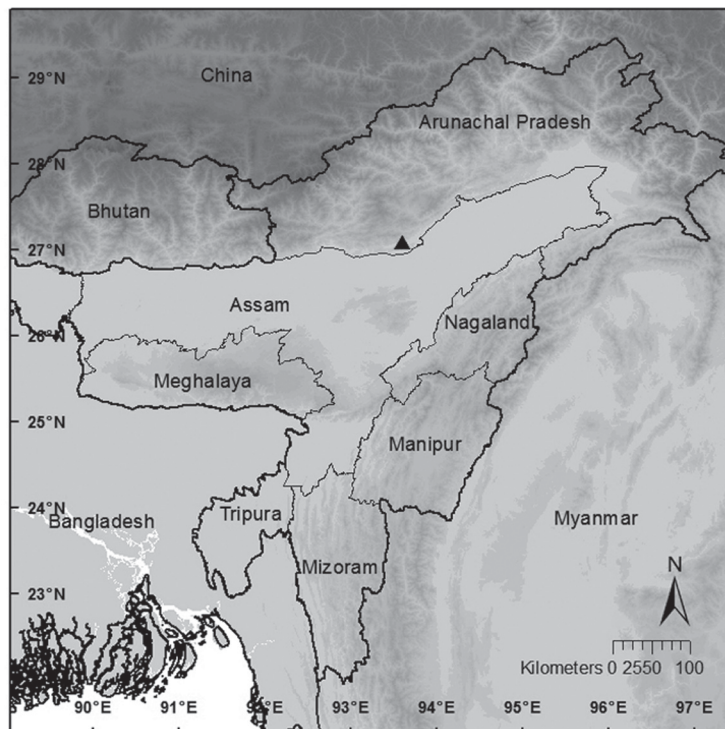 29°N
China
Arunachal Pradesh
28°N
Bhutan
27°N
Assam
Nagaland
26°N
Meghalaya
25°N
Manipur
24°N
Bangladesh
Tripura
Myanmar
Mizoram
23°N
N
Kilometers 0 2550 100
90°E 91°E 92°E 93°E 94°E 95°E 96°E 97°E